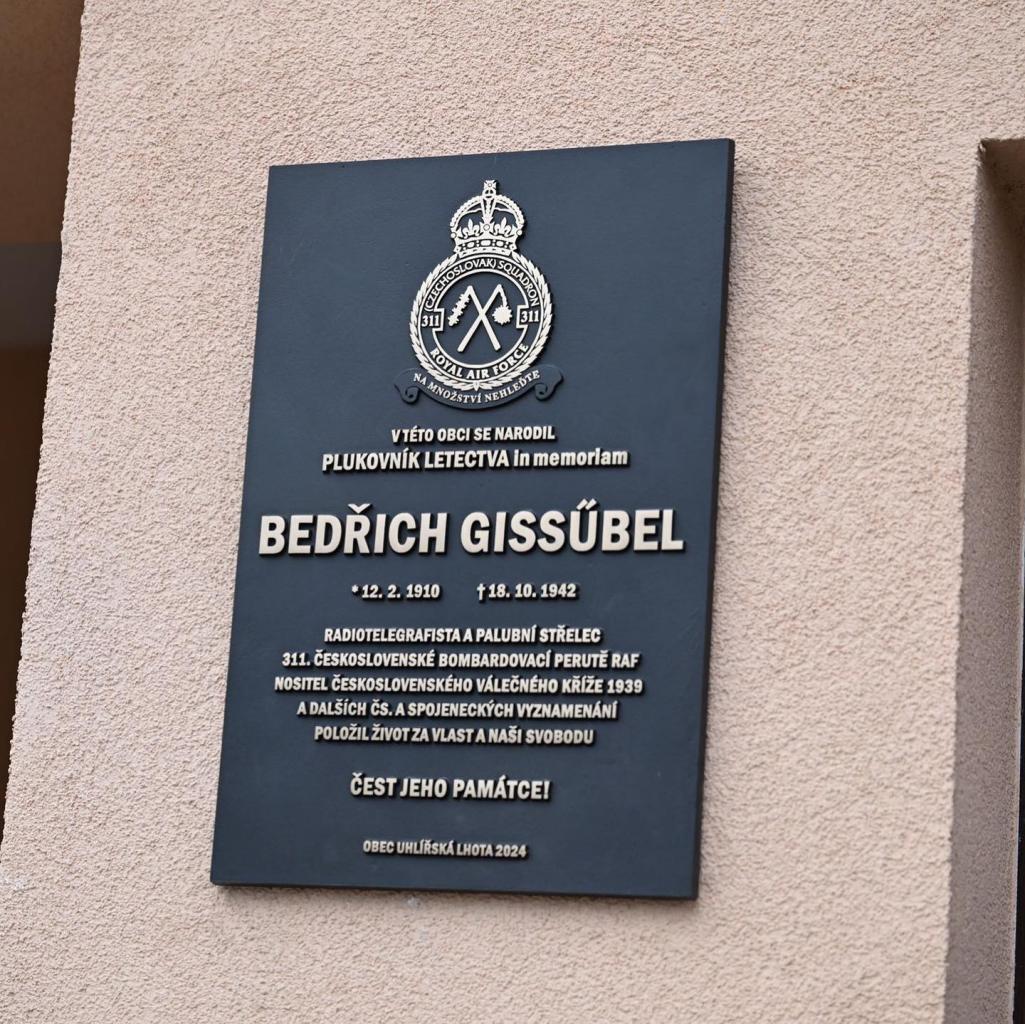 (CZECHOSLOVAK) SQUADRON
311 311
ROYAL AIR FORCE
NA MNOŽSTVÍ NEHLEĎTE
V TÉTO OBCI SE NARODIL
PLUKOVNÍK LETECTVA in memoriam
BEDŘICH GISSŰBEL
* 12. 2. 1910 † 18. 10. 1942
RADIOTELEGRAFISTA A PALUBNÍ STŘELEC
311. ČESKOSLOVENSKÉ BOMBARDOVACÍ PERUTĚ RAF
NOSITEL ČESKOSLOVENSKÉHO VÁLEČNÉHO KŘÍŽE 1939
A DALŠÍCH ČS. A SPOJENECKÝCH VYZNAMENÁNÍ
POLOŽIL ŽIVOT ZA VLAST A NAŠI SVOBODU
ČEST JEHO PAMÁTCE!
OBEC UHLÍŘSKÁ LHOTA 2024